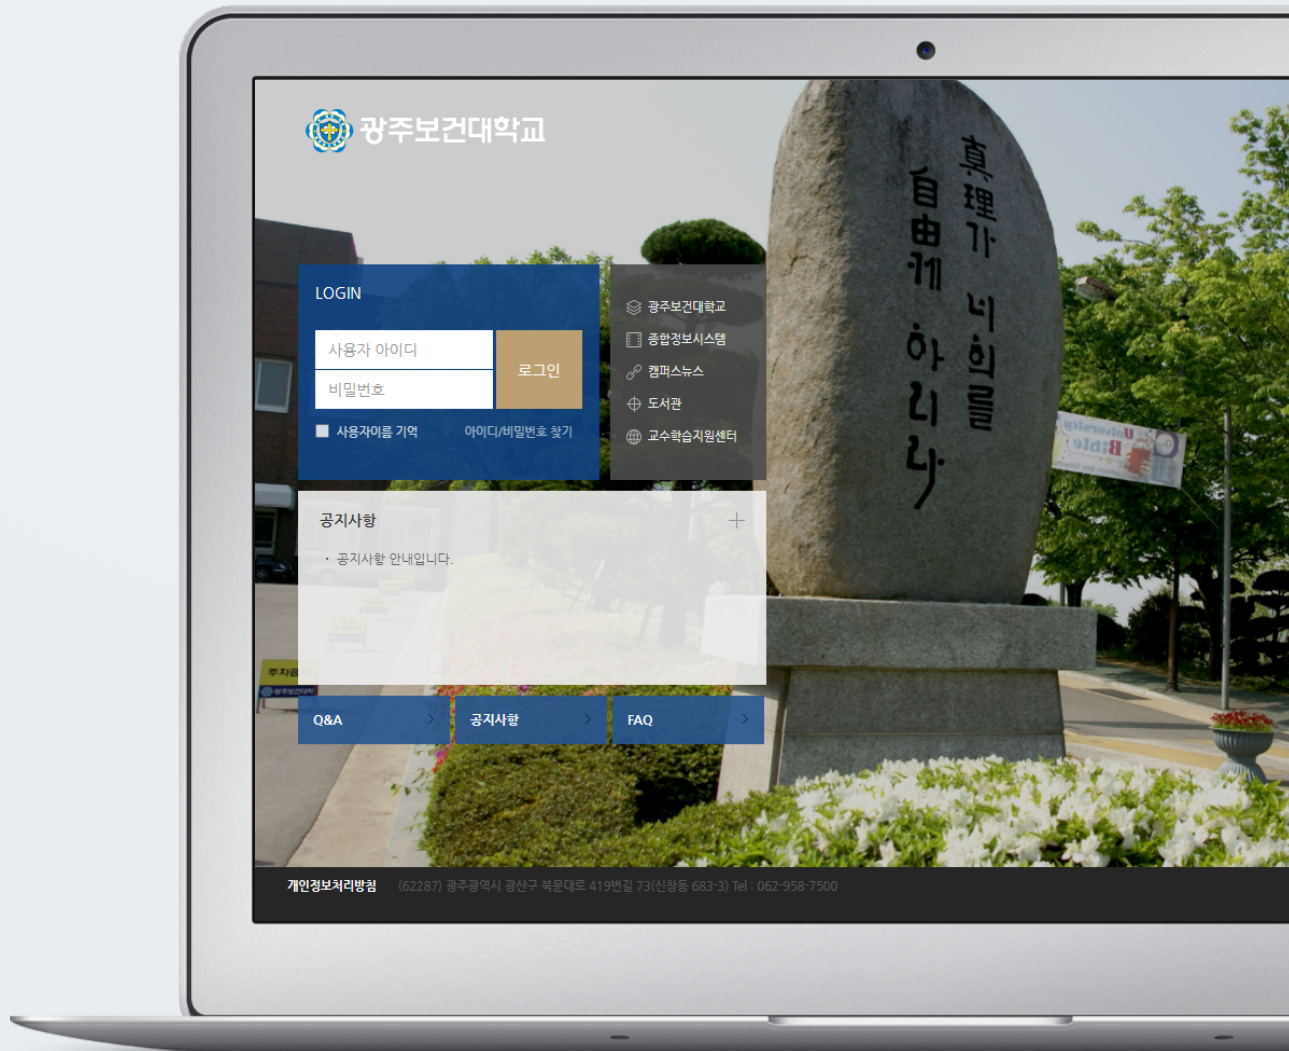 광주보건대학교
真理가 너희를
自由케 하리라
LOGIN
사용자 아이디
비밀번호
로그인
사용자이름 기억
아이디/비밀번호 찾기
광주보건대학교
종합정보시스템
캠퍼스뉴스
도서관
교수학습지원센터
University
Bible
공지사항
· 공지사항 안내입니다.
Q&A
공지사항
FAQ
개인정보처리방침
(62287) 광주광역시 광산구 북문대로 419번길 73(신창동 683-3) Tel : 062-958-7500